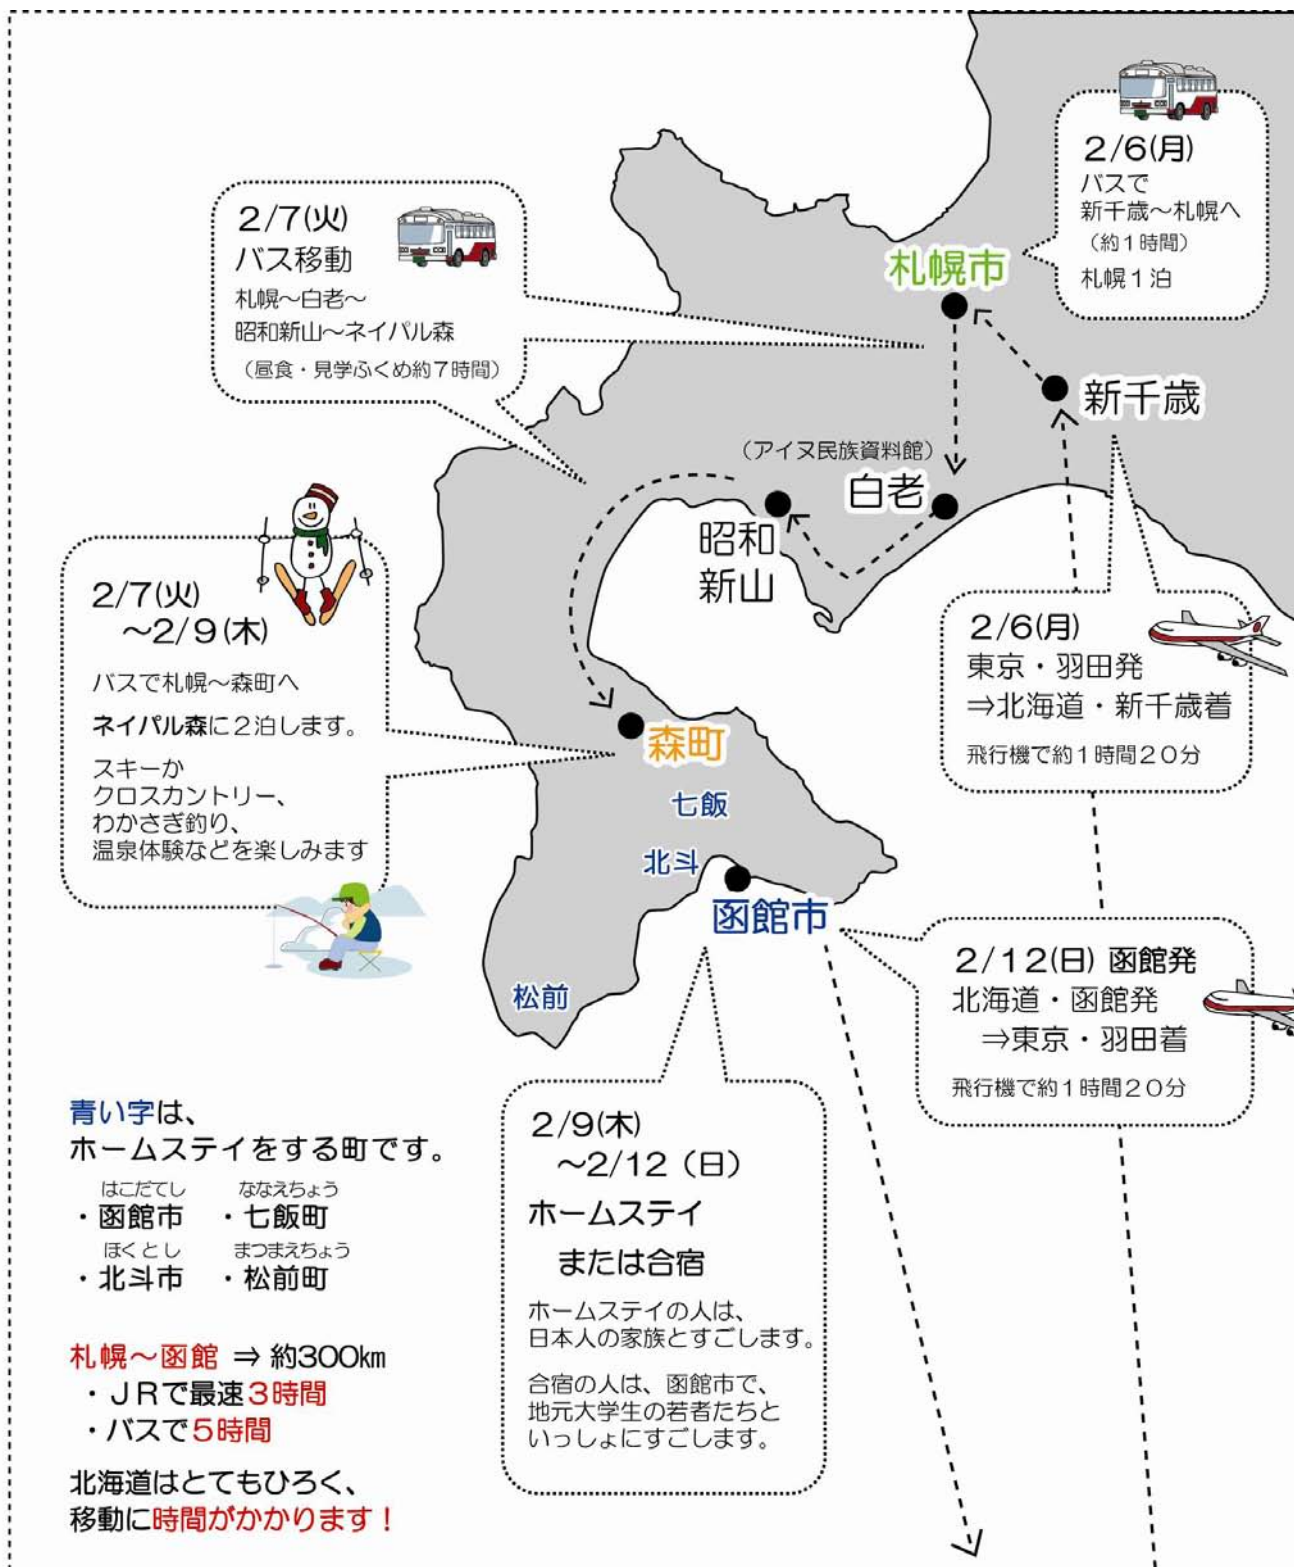 2/6(月)
バスで
新千歳～札幌へ
（約1時間）
札幌1泊
2/7(火)
バス移動
札幌～白老～
昭和新山～ネイパル森
（昼食・見学ふくめ約7時間）
札幌市
新千歳
（アイヌ民族資料館）
白老
昭和
新山
2/7(火)
～2/9(木)
バスで札幌～森町へ
ネイパル森に2泊します。
スキーか
クロスカントリー、
わかさぎ釣り、
温泉体験などを楽しみます
2/6(月)
東京・羽田発
⇒北海道・新千歳着
飛行機で約1時間20分
森町
七飯
北斗
函館市
松前
2/12(日) 函館発
北海道・函館発
⇒東京・羽田着
飛行機で約1時間20分
2/9(木)
～2/12（日）
ホームステイ
または合宿
ホームステイの人は、
日本人の家族とすごします。
合宿の人は、函館市で、
地元大学生の若者たちと
いっしょにすごします。
青い字は、
ホームステイをする町です。
はこだてし ななえちょう
・函館市 ・七飯町
ほくとし まつまえちょう
・北斗市 ・松前町
札幌～函館 ⇒ 約300km
・ＪＲで最速3時間
・バスで5時間
北海道はとてもひろく、
移動に時間がかかります！